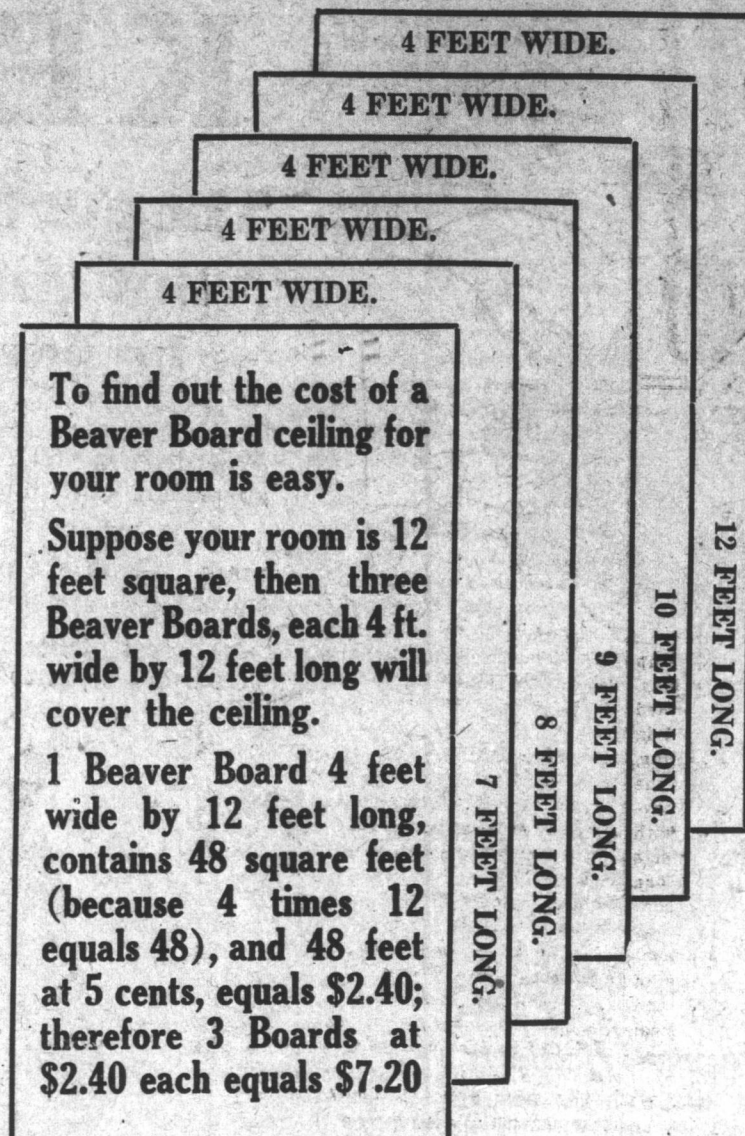 4 FEET WIDE.
4 FEET WIDE.
4 FEET WIDE.
4 FEET WIDE.
4 FEET WIDE.
To find out the cost of a
Beaver Board ceiling for
your room is easy.
Suppose your room is 12
feet square, then three
Beaver Boards, each 4 ft.
wide by 12 feet long will
cover the ceiling.
1 Beaver Board 4 feet
wide by 12 feet long,
contains 48 square feet
(because 4 times 12
equals 48), and 48 feet
at 5 cents, equals $2.40;
therefore 3 Boards at
$2.40 each equals $7.20
7 FEET LONG.
8 FEET LONG.
9 FEET LONG.
10 FEET LONG.
12 FEET LONG.